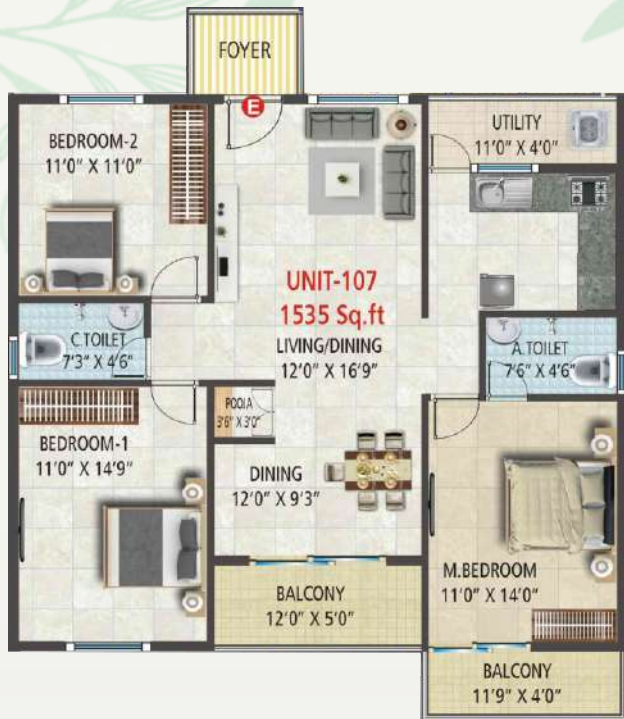 FOYER
E
BEDROOM-2
11'0" X 11'0"
UTILITY
11'0" X 4'0"
UNIT-107
1535 Sq.ft
LIVING/DINING
12'0" X 16'9"
C.TOILET
7'3" X 4'6"
A.TOILET
7'6" X 4'6"
POOJA
3'6" X 3'0"
BEDROOM-1
11'0" X 14'9"
DINING
12'0" X 9'3"
M.BEDROOM
11'0" X 14'0"
BALCONY
12'0" X 5'0"
BALCONY
11'9" X 4'0"